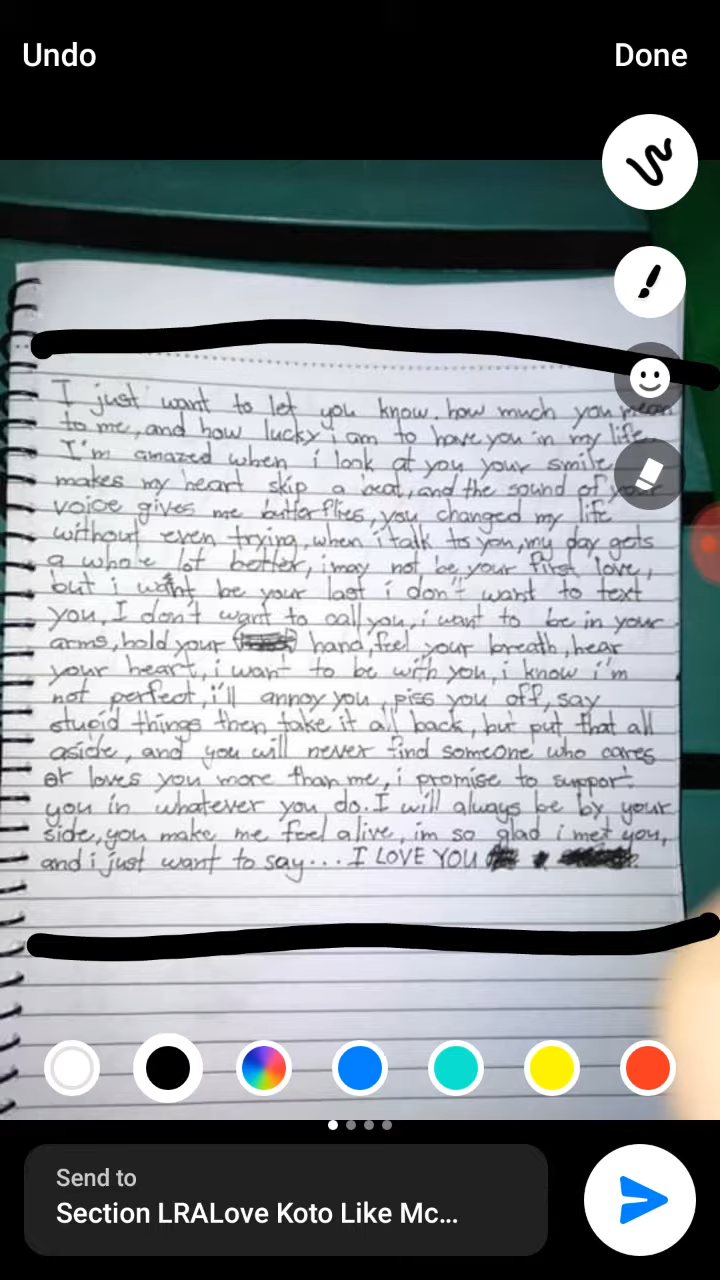 Undo
Done
I just want to let you know. how much you mean
to me, and how lucky i am to have you in my life.
I'm amazed when i look at you your smile
makes my heart skip a beat, and the sound of your
voice gives me butterflies, you changed my life
without even trying, when i talk to you, my day gets
a whole lot better, i may not be your first love,
but i want be your last i don't want to text
you, I don't want to call you, i want to be in your
arms, hold your hand, feel your breath, hear
your heart, i want to be with you, i know i'm
not perfect, i'll annoy you, piss you off, say
stupid things then take it all back, but put that all
aside, and you will never find someone who cares
or loves you more than me, i promise to support
you in whatever you do. I will always be by your
side, you make me feel alive, im so glad i met you,
and i just want to say... I LOVE YOU
Send to
Section LRALove Koto Like Mc...